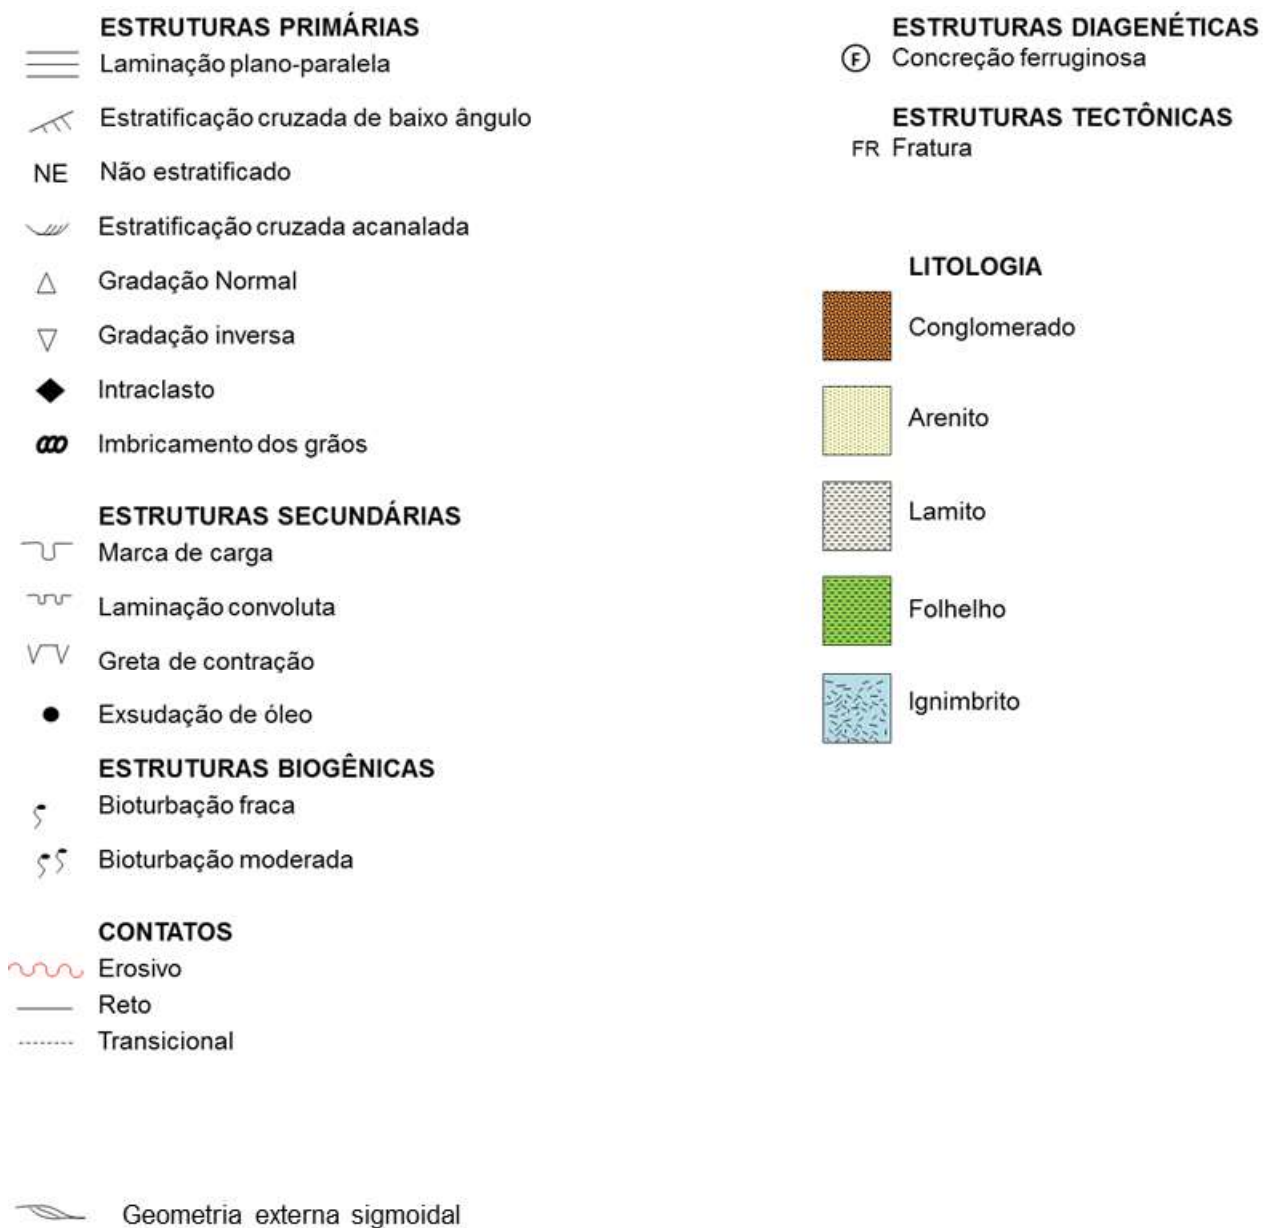 ESTRUTURAS PRIMÁRIAS
Laminação plano-paralela
Estratificação cruzada de baixo ângulo
NE Não estratificado
Estratificação cruzada acanalada
Gradação Normal
Gradação inversa
Intraclasto
Imbricamento dos grãos
ESTRUTURAS SECUNDÁRIAS
Marca de carga
Laminação convoluta
Greta de contração
Exsudação de óleo
ESTRUTURAS BIOGÊNICAS
Bioturbação fraca
Bioturbação moderada
CONTATOS
Erosivo
Reto
Transicional
Geometria externa sigmoidal
ESTRUTURAS DIAGENÉTICAS
F Concreção ferruginosa
ESTRUTURAS TECTÔNICAS
FR Fratura
LITOLOGIA
Conglomerado
Arenito
Lamito
Folhelho
Ignimbrito